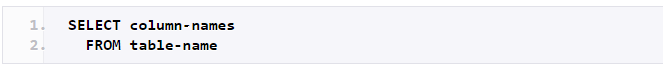 1. SELECT column-names
2. FROM table-name